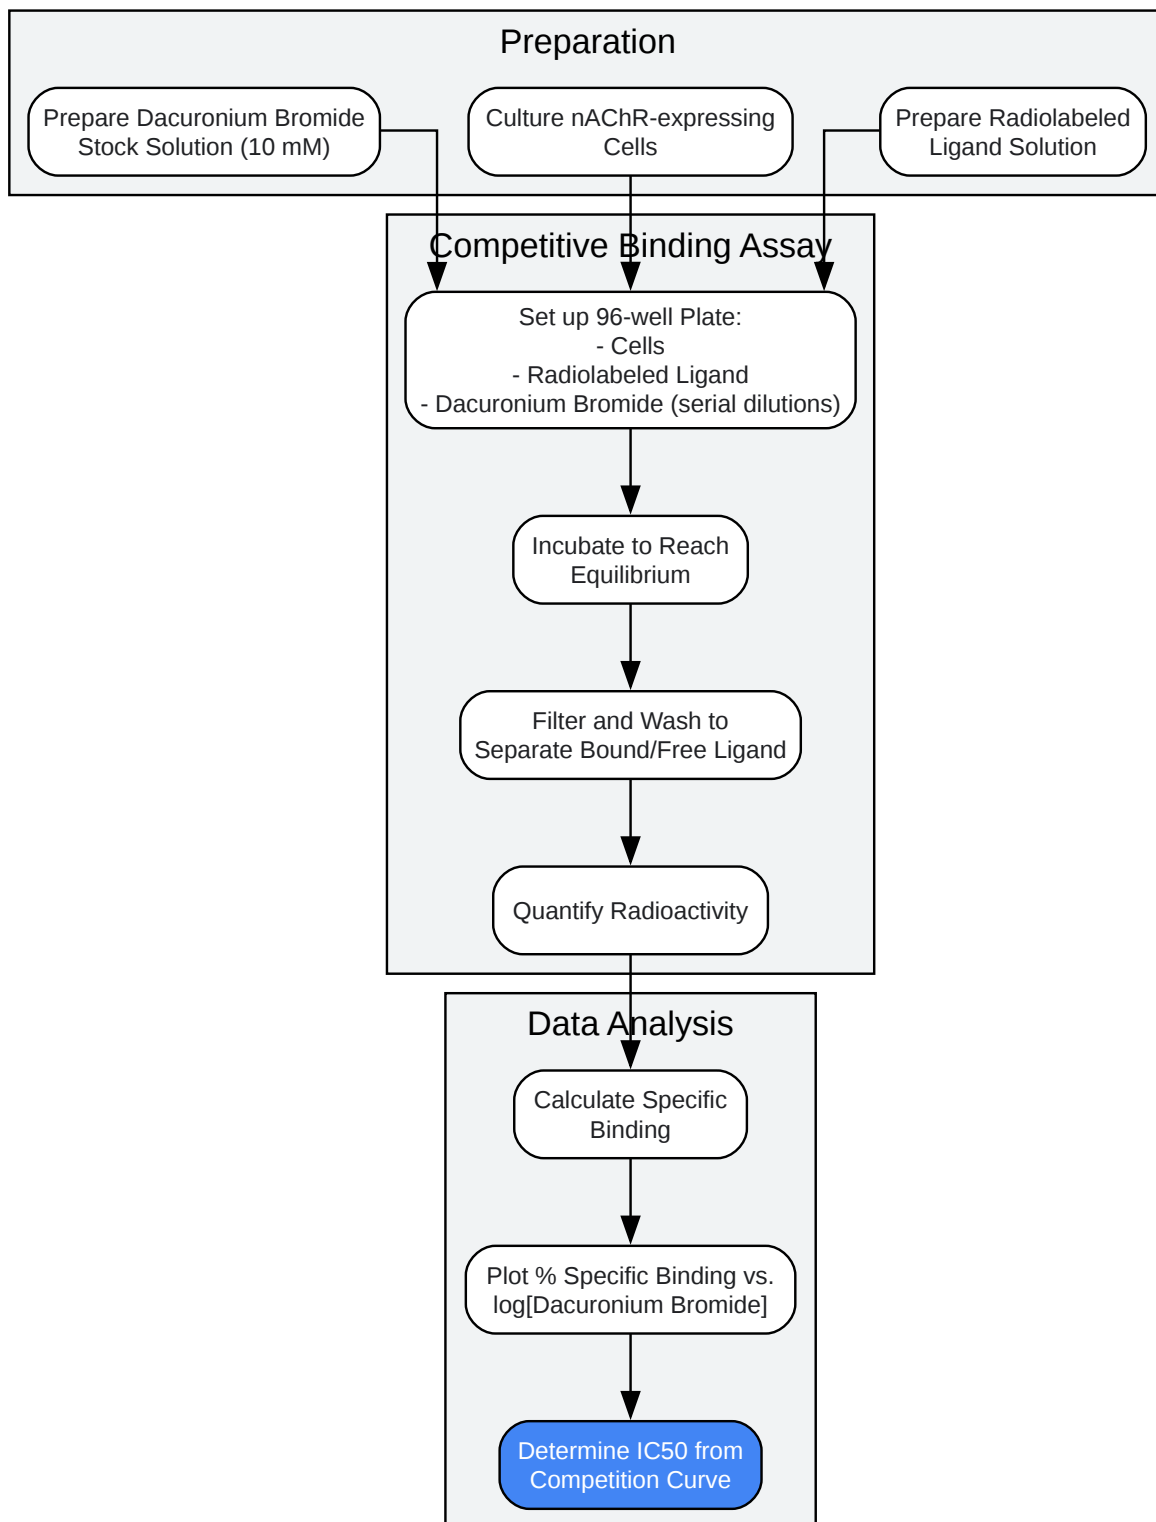 Preparation
Prepare Dacuronium Bromide
Stock Solution (10 mM)
Culture nAChR-expressing
Cells
Prepare Radiolabeled
Ligand Solution
Competitive Binding Assay
Set up 96-well Plate:
- Cells
- Radiolabeled Ligand
- Dacuronium Bromide (serial dilutions)
Incubate to Reach
Equilibrium
Filter and Wash to
Separate Bound/Free Ligand
Quantify Radioactivity
Data Analysis
Calculate Specific
Binding
Plot % Specific Binding vs.
log[Dacuronium Bromide]
Determine IC50 from
Competition Curve